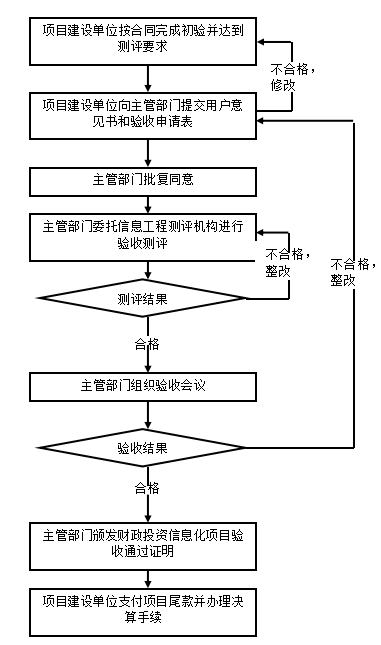 项目建设单位按合同完成初验并达到
测评要求
不合格，
修改
项目建设单位向主管部门提交用户意
见书和验收申请表
主管部门批复同意
主管部门委托信息工程测评机构进行
验收测评
不合格，
整改
不合格，
整改
测评结果
合格
主管部门组织验收会议
验收结果
合格
主管部门颁发财政投资信息化项目验
收通过证明
项目建设单位支付项目尾款并办理决
算手续